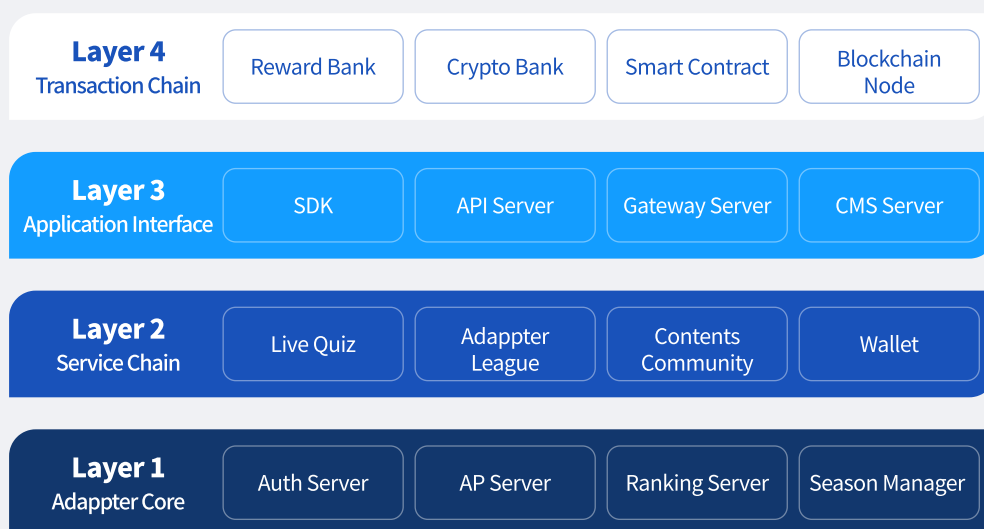 Layer 4
Transaction Chain
Reward Bank
Crypto Bank
Smart Contract
Blockchain
Node
Layer 3
Application Interface
SDK
API Server
Gateway Server
CMS Server
Layer 2
Service Chain
Live Quiz
Adappter
League
Contents
Community
Wallet
Layer 1
Adappter Core
Auth Server
AP Server
Ranking Server
Season Manager